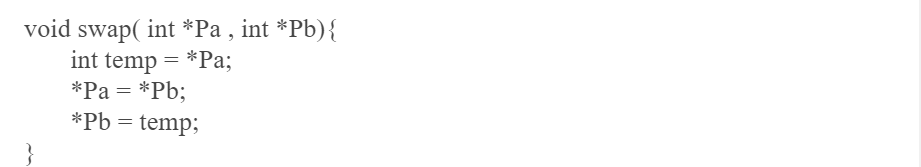 void swap( int *Pa , int *Pb){
int temp = *Pa;
*Pa = *Pb;
*Pb = temp;
}